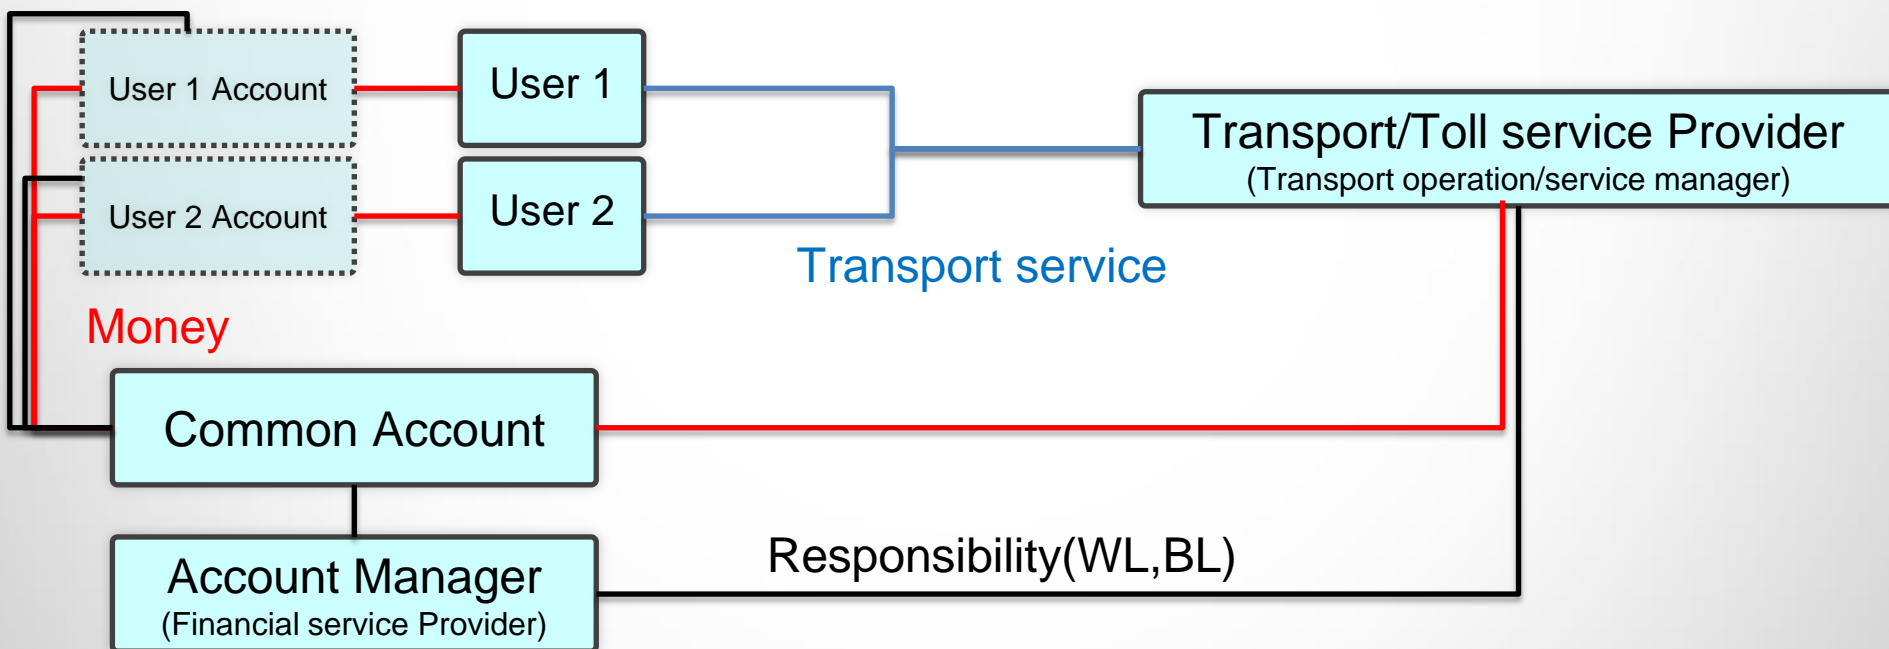 User 1 Account
User 1
Transport/Toll service Provider
(Transport operation/service manager)
User 2 Account
User 2
Transport service
Money
Common Account
Responsibility(WL,BL)
Account Manager
(Financial service Provider)